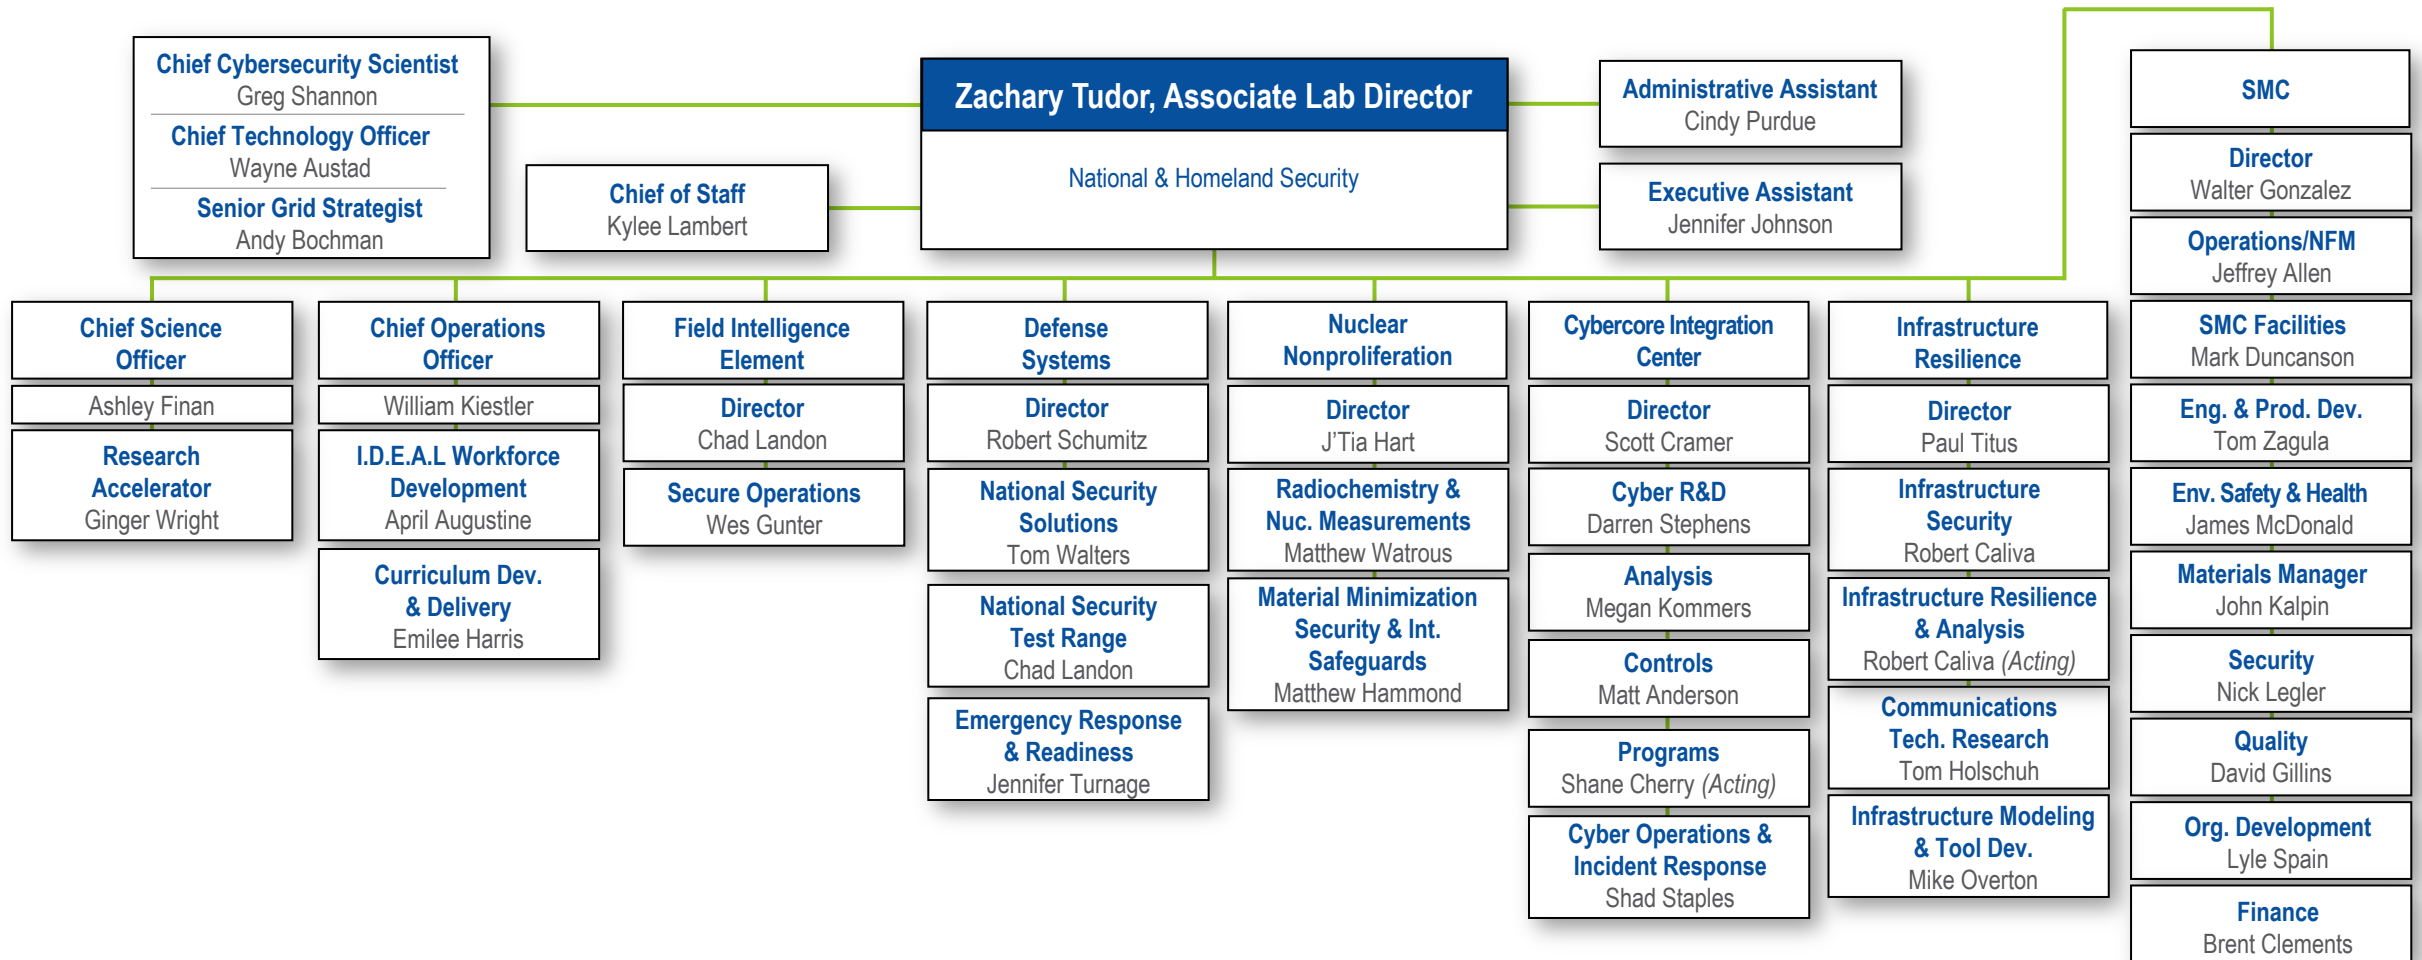 Chief Cybersecurity Scientist
Greg Shannon
Chief Technology Officer
Wayne Austad
Senior Grid Strategist
Andy Bochman
Chief of Staff
Kylee Lambert
Zachary Tudor, Associate Lab Director
National & Homeland Security
Administrative Assistant
Cindy Purdue
Executive Assistant
Jennifer Johnson
Chief Science
Officer
Ashley Finan
Research
Accelerator
Ginger Wright
Chief Operations
Officer
William Kiestler
I.D.E.A.L Workforce
Development
April Augustine
Curriculum Dev.
& Delivery
Emilee Harris
Field Intelligence
Element
Director
Chad Landon
Secure Operations
Wes Gunter
Defense
Systems
Director
Robert Schumitz
National Security
Solutions
Tom Walters
National Security
Test Range
Chad Landon
Emergency Response
& Readiness
Jennifer Turnage
Nuclear
Nonproliferation
Director
J'Tia Hart
Radiochemistry &
Nuc. Measurements
Matthew Watrous
Material Minimization
Security & Int.
Safeguards
Matthew Hammond
Cybercore Integration
Center
Director
Scott Cramer
Cyber R&D
Darren Stephens
Analysis
Megan Kommers
Controls
Matt Anderson
Programs
Shane Cherry (Acting)
Cyber Operations &
Incident Response
Shad Staples
Infrastructure
Resilience
Director
Paul Titus
Infrastructure
Security
Robert Caliva
Infrastructure Resilience
& Analysis
Robert Caliva (Acting)
Communications
Tech. Research
Tom Holschuh
Infrastructure Modeling
& Tool Dev.
Mike Overton
SMC
Director
Walter Gonzalez
Operations/NFM
Jeffrey Allen
SMC Facilities
Mark Duncanson
Eng. & Prod. Dev.
Tom Zagula
Env. Safety & Health
James McDonald
Materials Manager
John Kalpin
Security
Nick Legler
Quality
David Gillins
Org. Development
Lyle Spain
Finance
Brent Clements